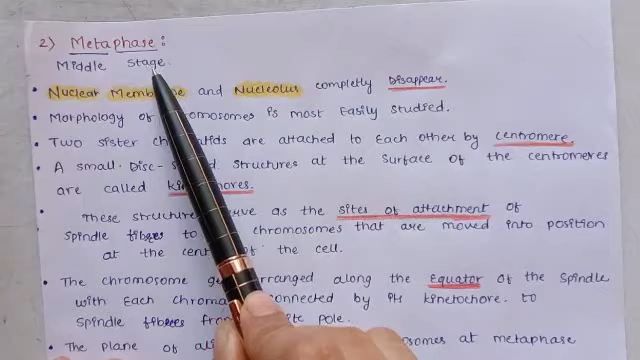 2) Metaphase:
Middle stage.
• Nuclear Membrane and Nucleolus completly Disappear.
• Morphology of chromosomes is most Easily studied.
• Two sister chromatids are attached to Each other by centromere.
• A small Disc-shaped structures at the surface of the centromeres
are called kinetochores.
• These structures serve as the sites of attachment of
spindle fibres to chromosomes that are moved into position
at the centre of the cell.
• The chromosome get arranged along the Equator of the spindle
with Each connected by its kinetochore. to
spindle fibres from pole.
• The plane of at metaphase